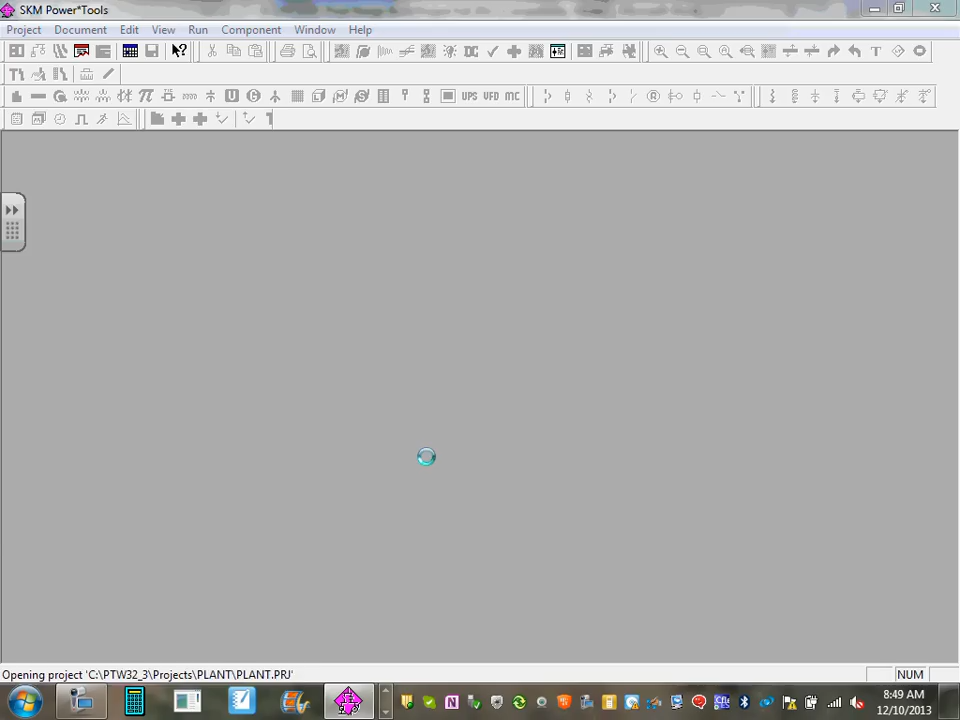 SKM Power*Tools
Project Document Edit View Run Component Window Help
DC T
UPS VFD MC
Opening project 'C:\PTW32_3\Projects\PLANT\PLANT.PRJ'
NUM
8:49 AM
12/10/2013